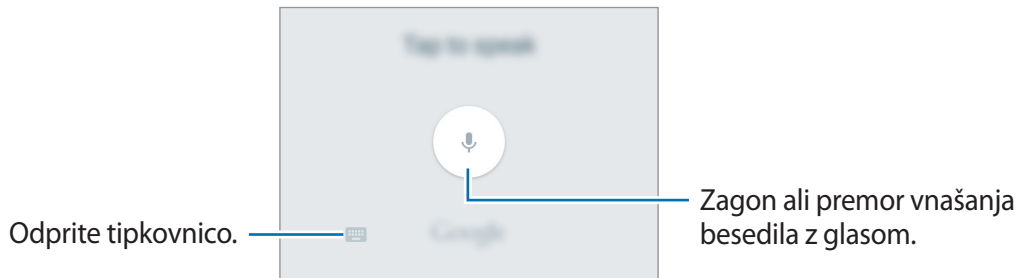 Tap to speak
Zagon ali premor vnašanja
besedila z glasom.
Odprite tipkovnico.
Google